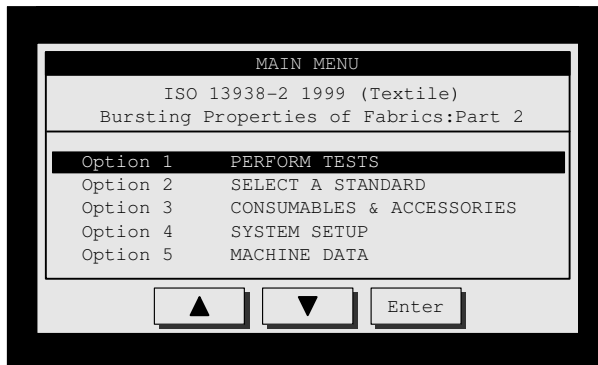 MAIN MENU
ISO 13938-2 1999 (Textile)
Bursting Properties of Fabrics:Part 2
Option 1 PERFORM TESTS
Option 2 SELECT A STANDARD
Option 3 CONSUMABLES & ACCESSORIES
Option 4 SYSTEM SETUP
Option 5 MACHINE DATA
Enter